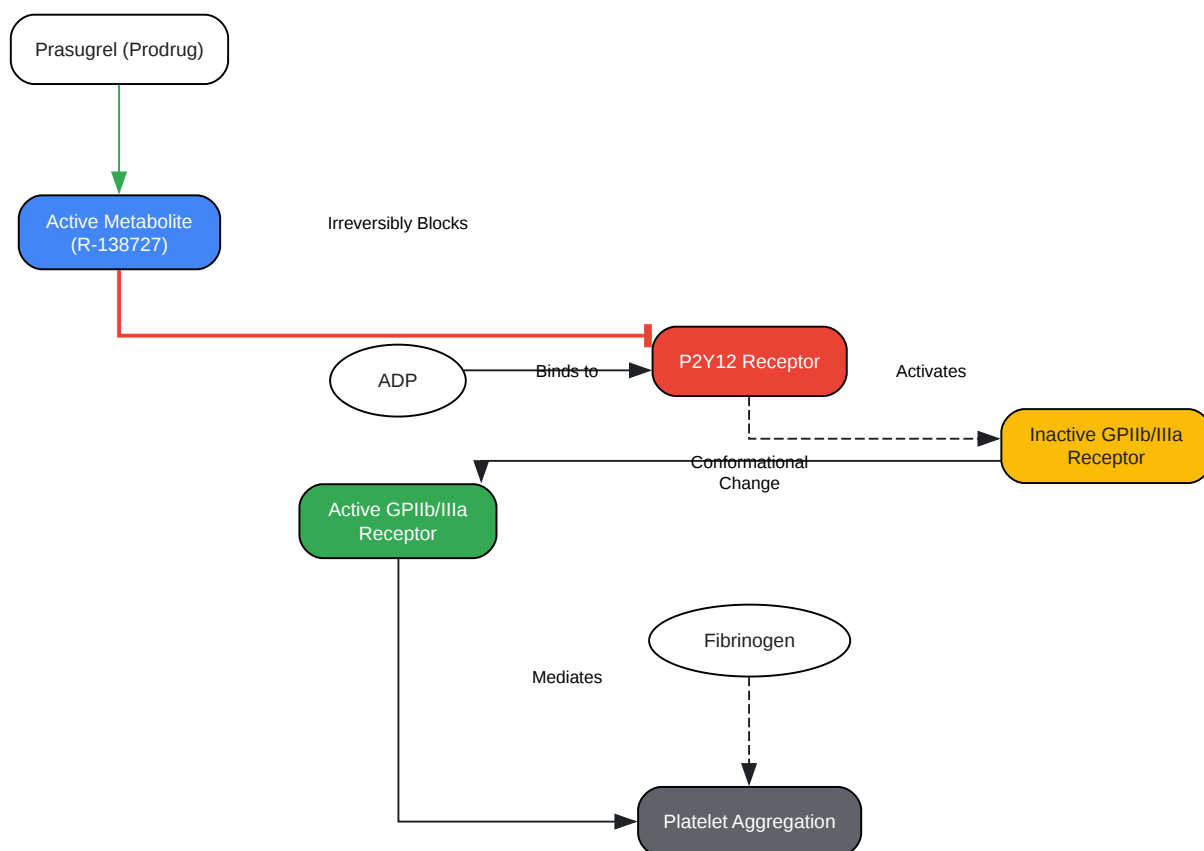 Prasugrel (Prodrug)
Active Metabolite
(R-138727)
Irreversibly Blocks
P2Y12 Receptor
ADP
Binds to
Activates
Inactive GPIIb/IIIa
Receptor
Conformational
Change
Active GPIIb/IIIa
Receptor
Fibrinogen
Mediates
Platelet Aggregation